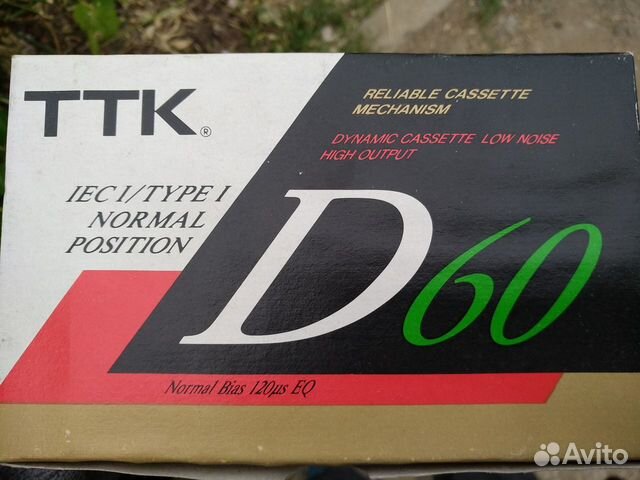 TTK®
RELIABLE CASSETTE
MECHANISM
DYNAMIC CASSETTE LOW NOISE
HIGH OUTPUT
IEC I/TYPE I
NORMAL
POSITION
D60
Normal Bias 120µs EQ
Avito